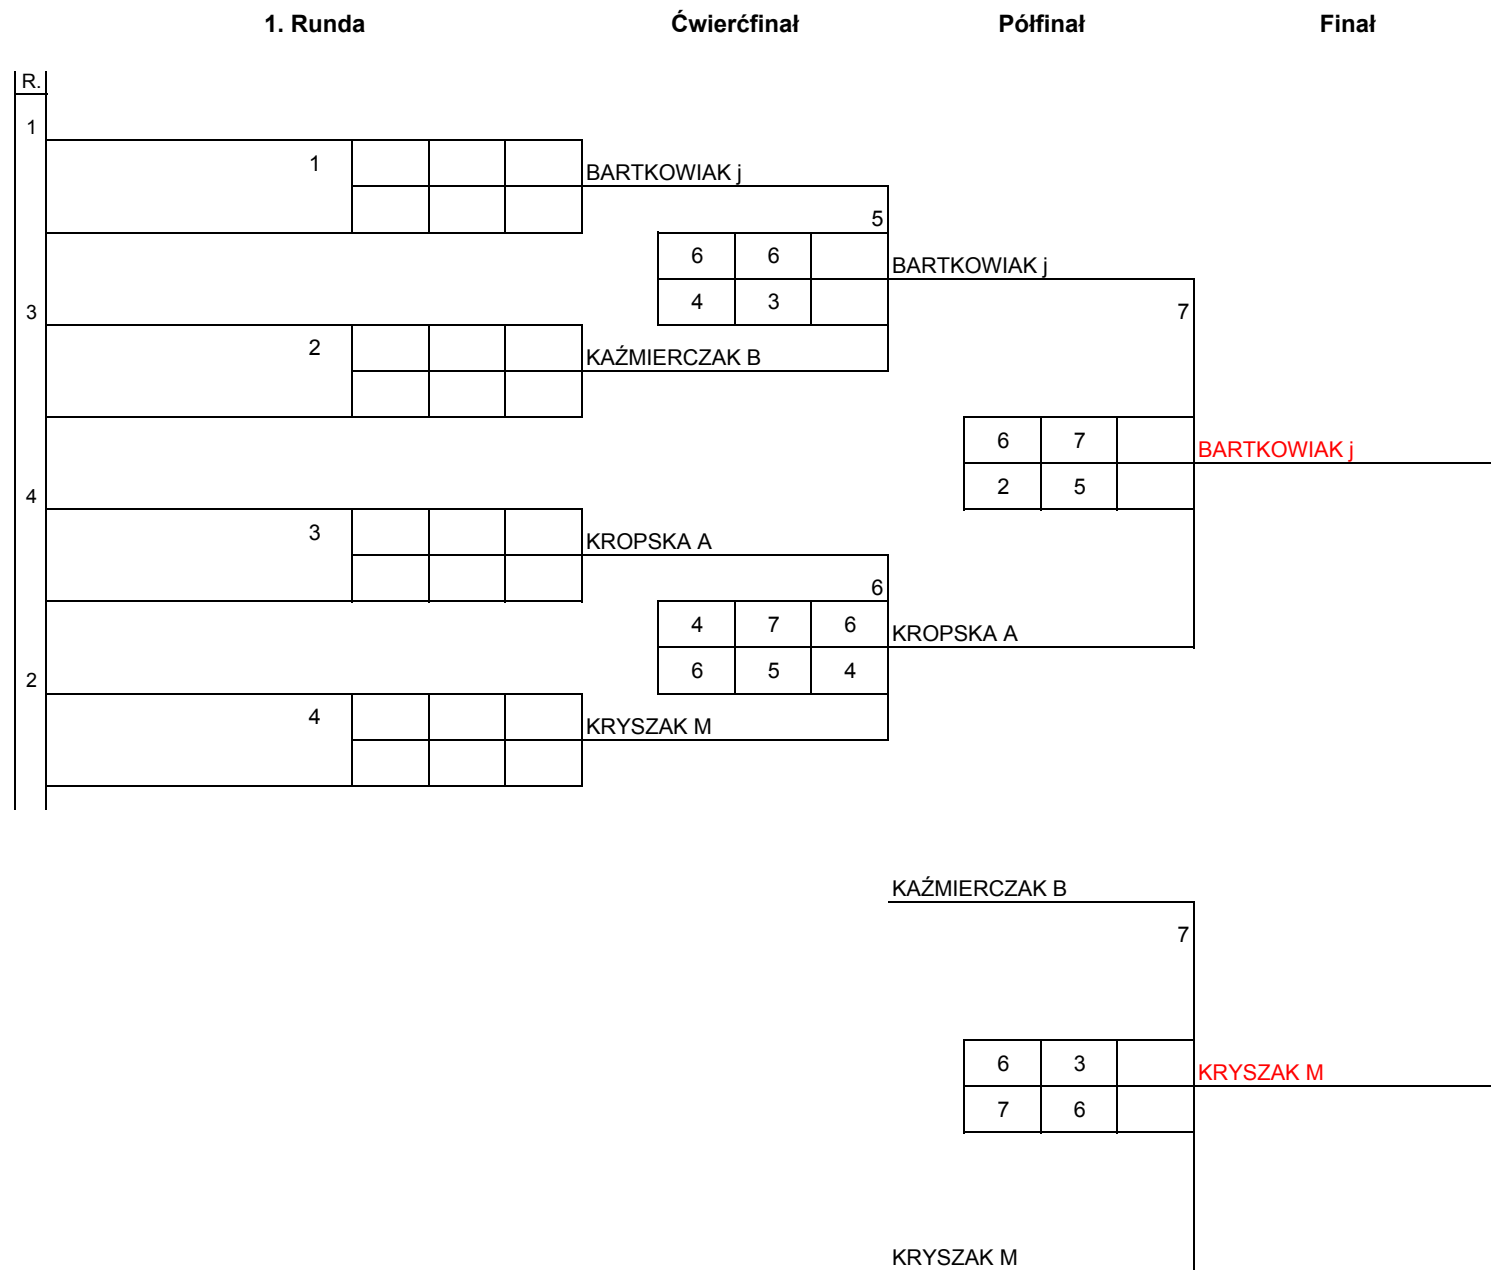 1. Runda Ćwierćfinał Półfinał Finał
R.
1
1
BARTKOWIAK j
5
6 6
BARTKOWIAK j
4 3
3
7
2
KAŹMIERCZAK B
6 7
BARTKOWIAK j
2 5
4
3
KROPSKA A
6
4 7 6
KROPSKA A
6 5 4
2
4
KRYSZAK M
KAŹMIERCZAK B
7
6 3
KRYSZAK M
7 6
KRYSZAK M